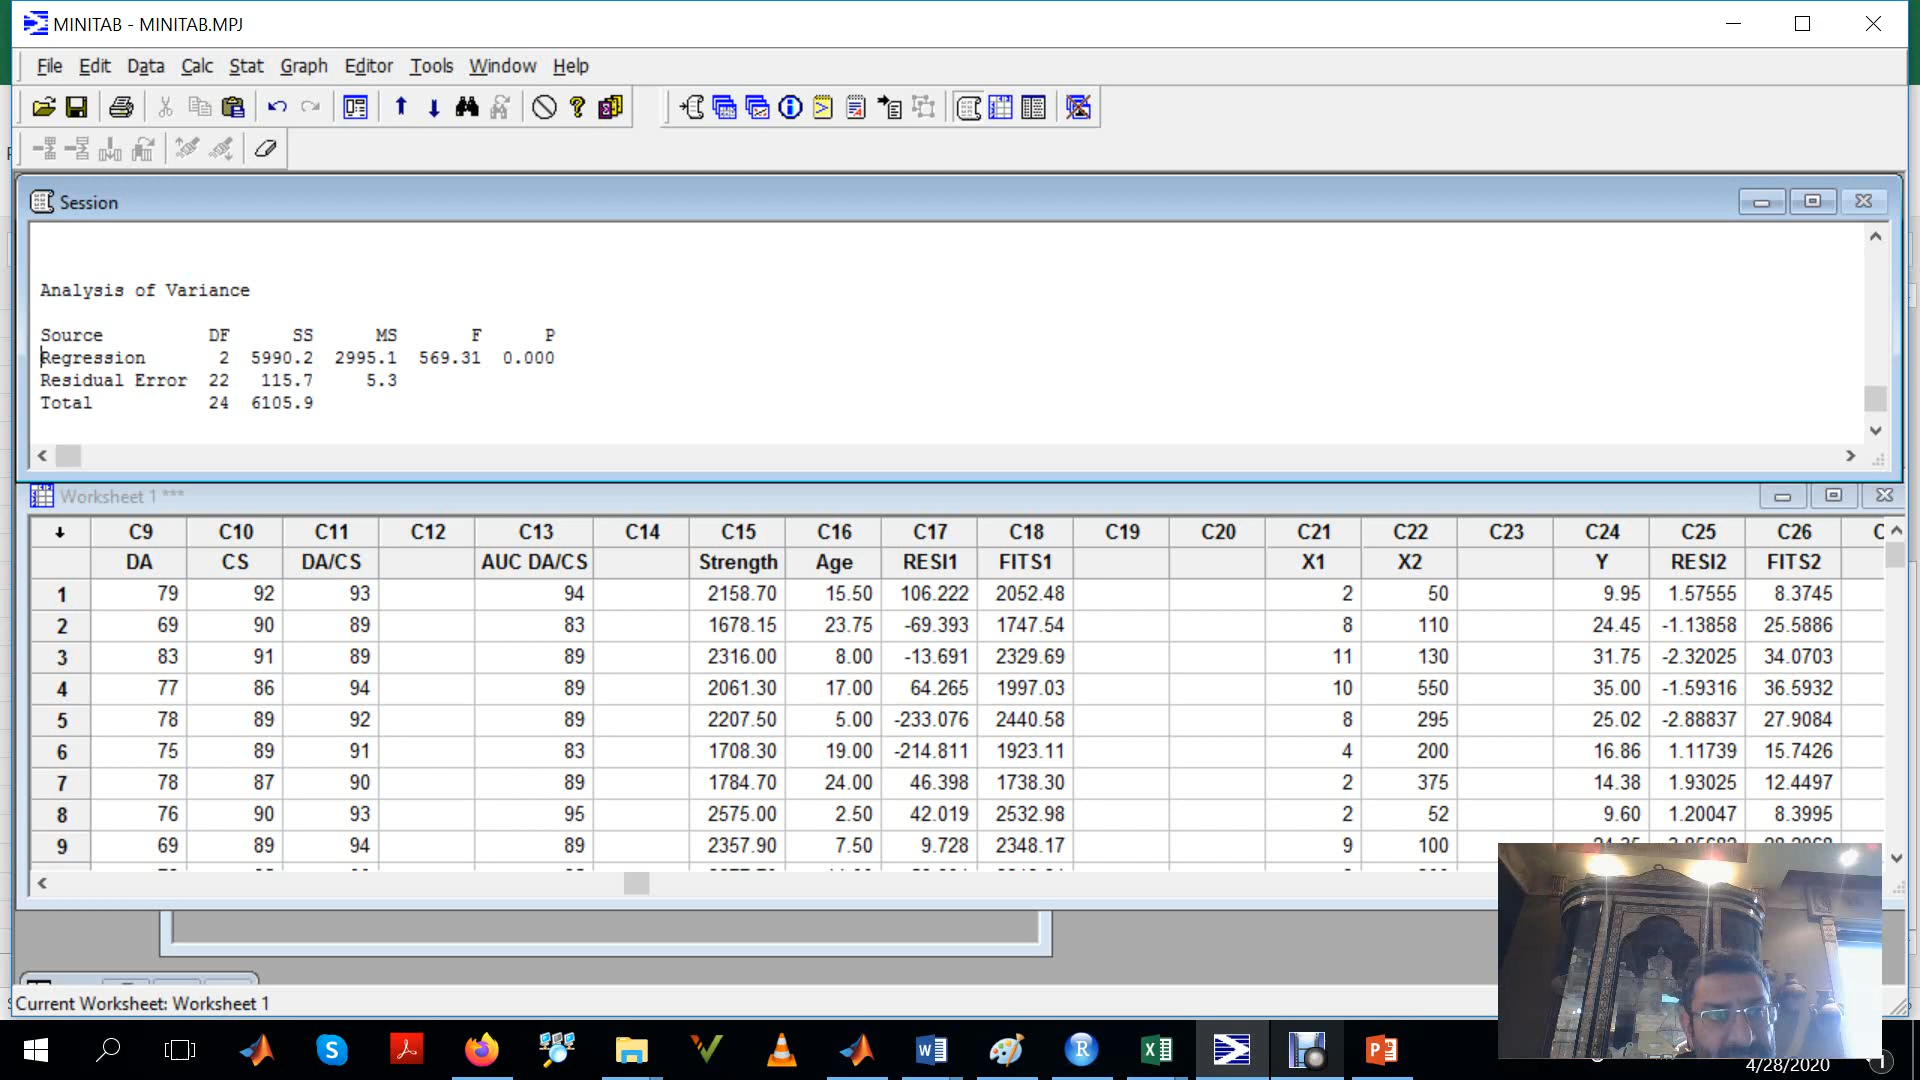 MINITAB - MINITAB.MPJ
File Edit Data Calc Stat Graph Editor Tools Window Help
Session
Analysis of Variance
Source DF SS MS F P
Regression 2 5990.2 2995.1 569.31 0.000
Residual Error 22 115.7 5.3
Total 24 6105.9
Worksheet 1 ***
C9 C10 C11 C12 C13 C14 C15 C16 C17 C18 C19 C20 C21 C22 C23 C24 C25 C26
DA CS DA/CS AUC DA/CS Strength Age RESI1 FITS1 X1 X2 Y RESI2 FITS2
1 79 92 93 94 2158.70 15.50 106.222 2052.48 2 50 9.95 1.57555 8.3745
2 69 90 89 83 1678.15 23.75 -69.393 1747.54 8 110 24.45 -1.13858 25.5886
3 83 91 89 89 2316.00 8.00 -13.691 2329.69 11 130 31.75 -2.32025 34.0703
4 77 86 94 89 2061.30 17.00 64.265 1997.03 10 550 35.00 -1.59316 36.5932
5 78 89 92 89 2207.50 5.00 -233.076 2440.58 8 295 25.02 -2.88837 27.9084
6 75 89 91 83 1708.30 19.00 -214.811 1923.11 4 200 16.86 1.11739 15.7426
7 78 87 90 89 1784.70 24.00 46.398 1738.30 2 375 14.38 1.93025 12.4497
8 76 90 93 95 2575.00 2.50 42.019 2532.98 2 52 9.60 1.20047 8.3995
9 69 89 94 89 2357.90 7.50 9.728 2348.17 9 100
Current Worksheet: Worksheet 1
4/28/2020